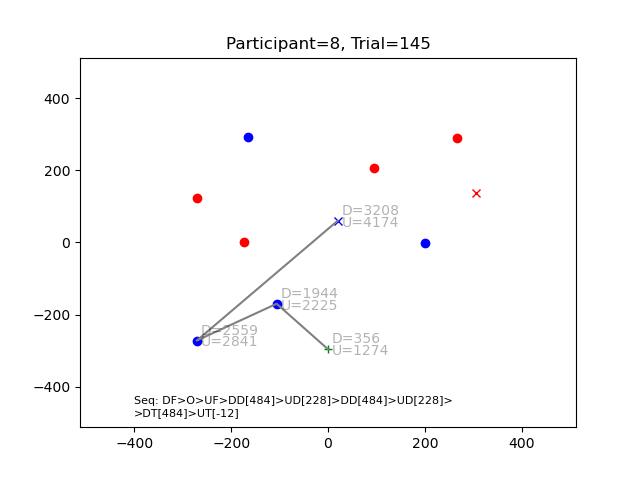 Participant=8, Trial=145
400
200
0
−200
−400
D=3208
U=4174
D=1944
U=2225
D=2559
U=2841
D=356
U=1274
Seq: DF>O>UF>DD[484]>UD[228]>DD[484]>UD[228]>
>DT[484]>UT[-12]
−400 −200 0 200 400